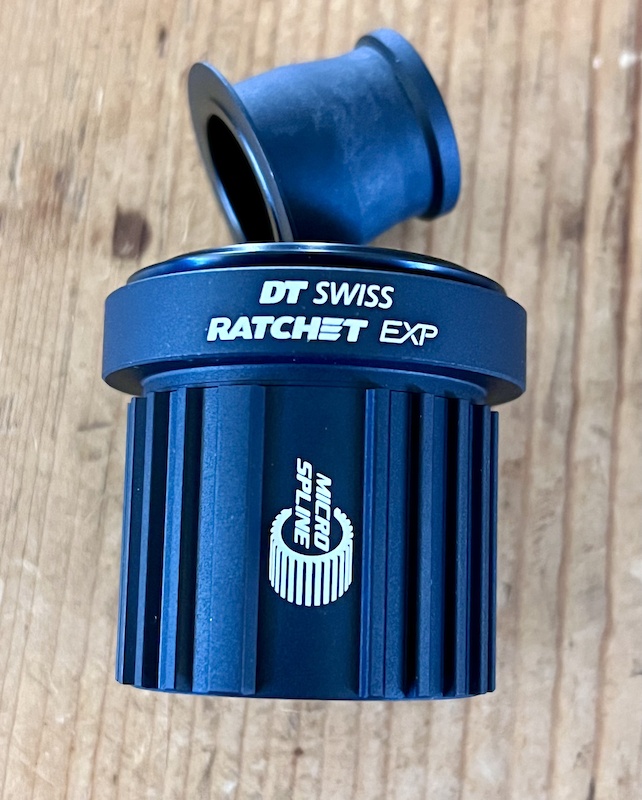 DT SWISS
RATCHET EXP
MICRO
SPLINE